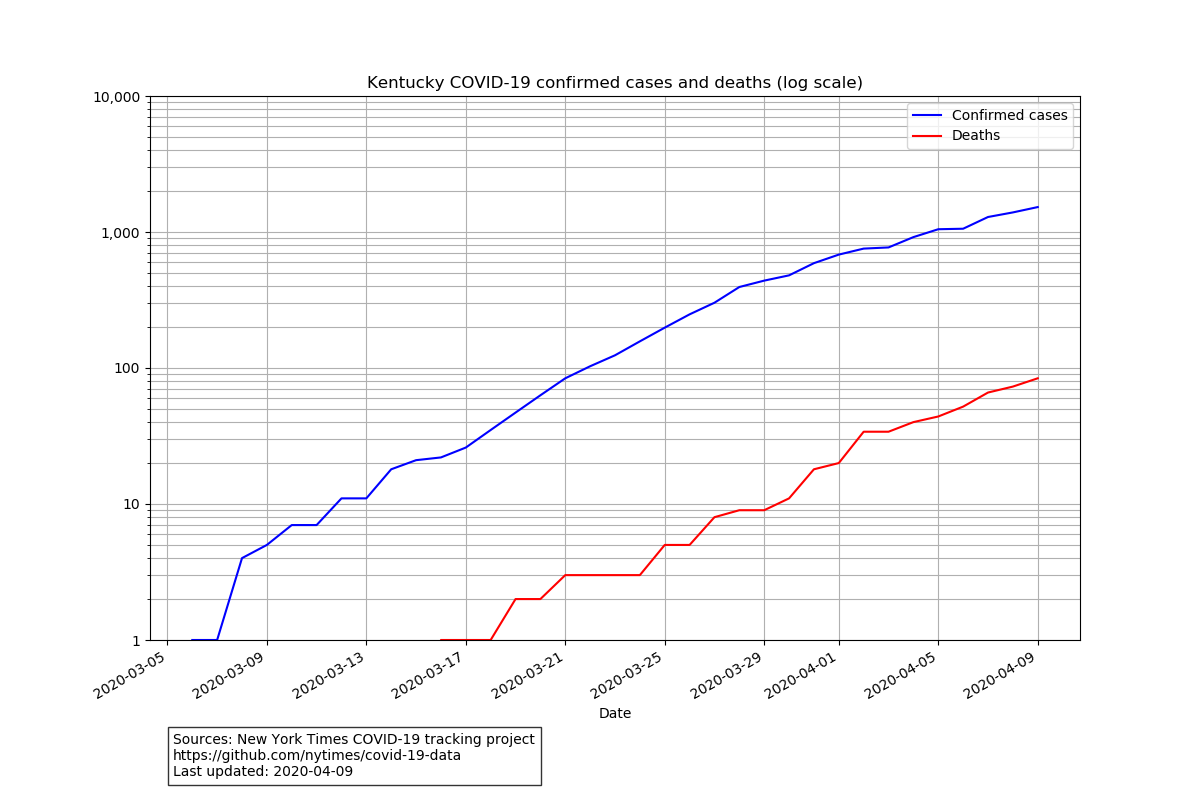 Kentucky COVID-19 confirmed cases and deaths (log scale)
10,000
1,000
100
10
1
Confirmed cases
Deaths
2020-03-05
2020-03-09
2020-03-13
2020-03-17
2020-03-21
2020-03-25
2020-03-29
2020-04-01
2020-04-05
2020-04-09
Date
Sources: New York Times COVID-19 tracking project
https://github.com/nytimes/covid-19-data
Last updated: 2020-04-09